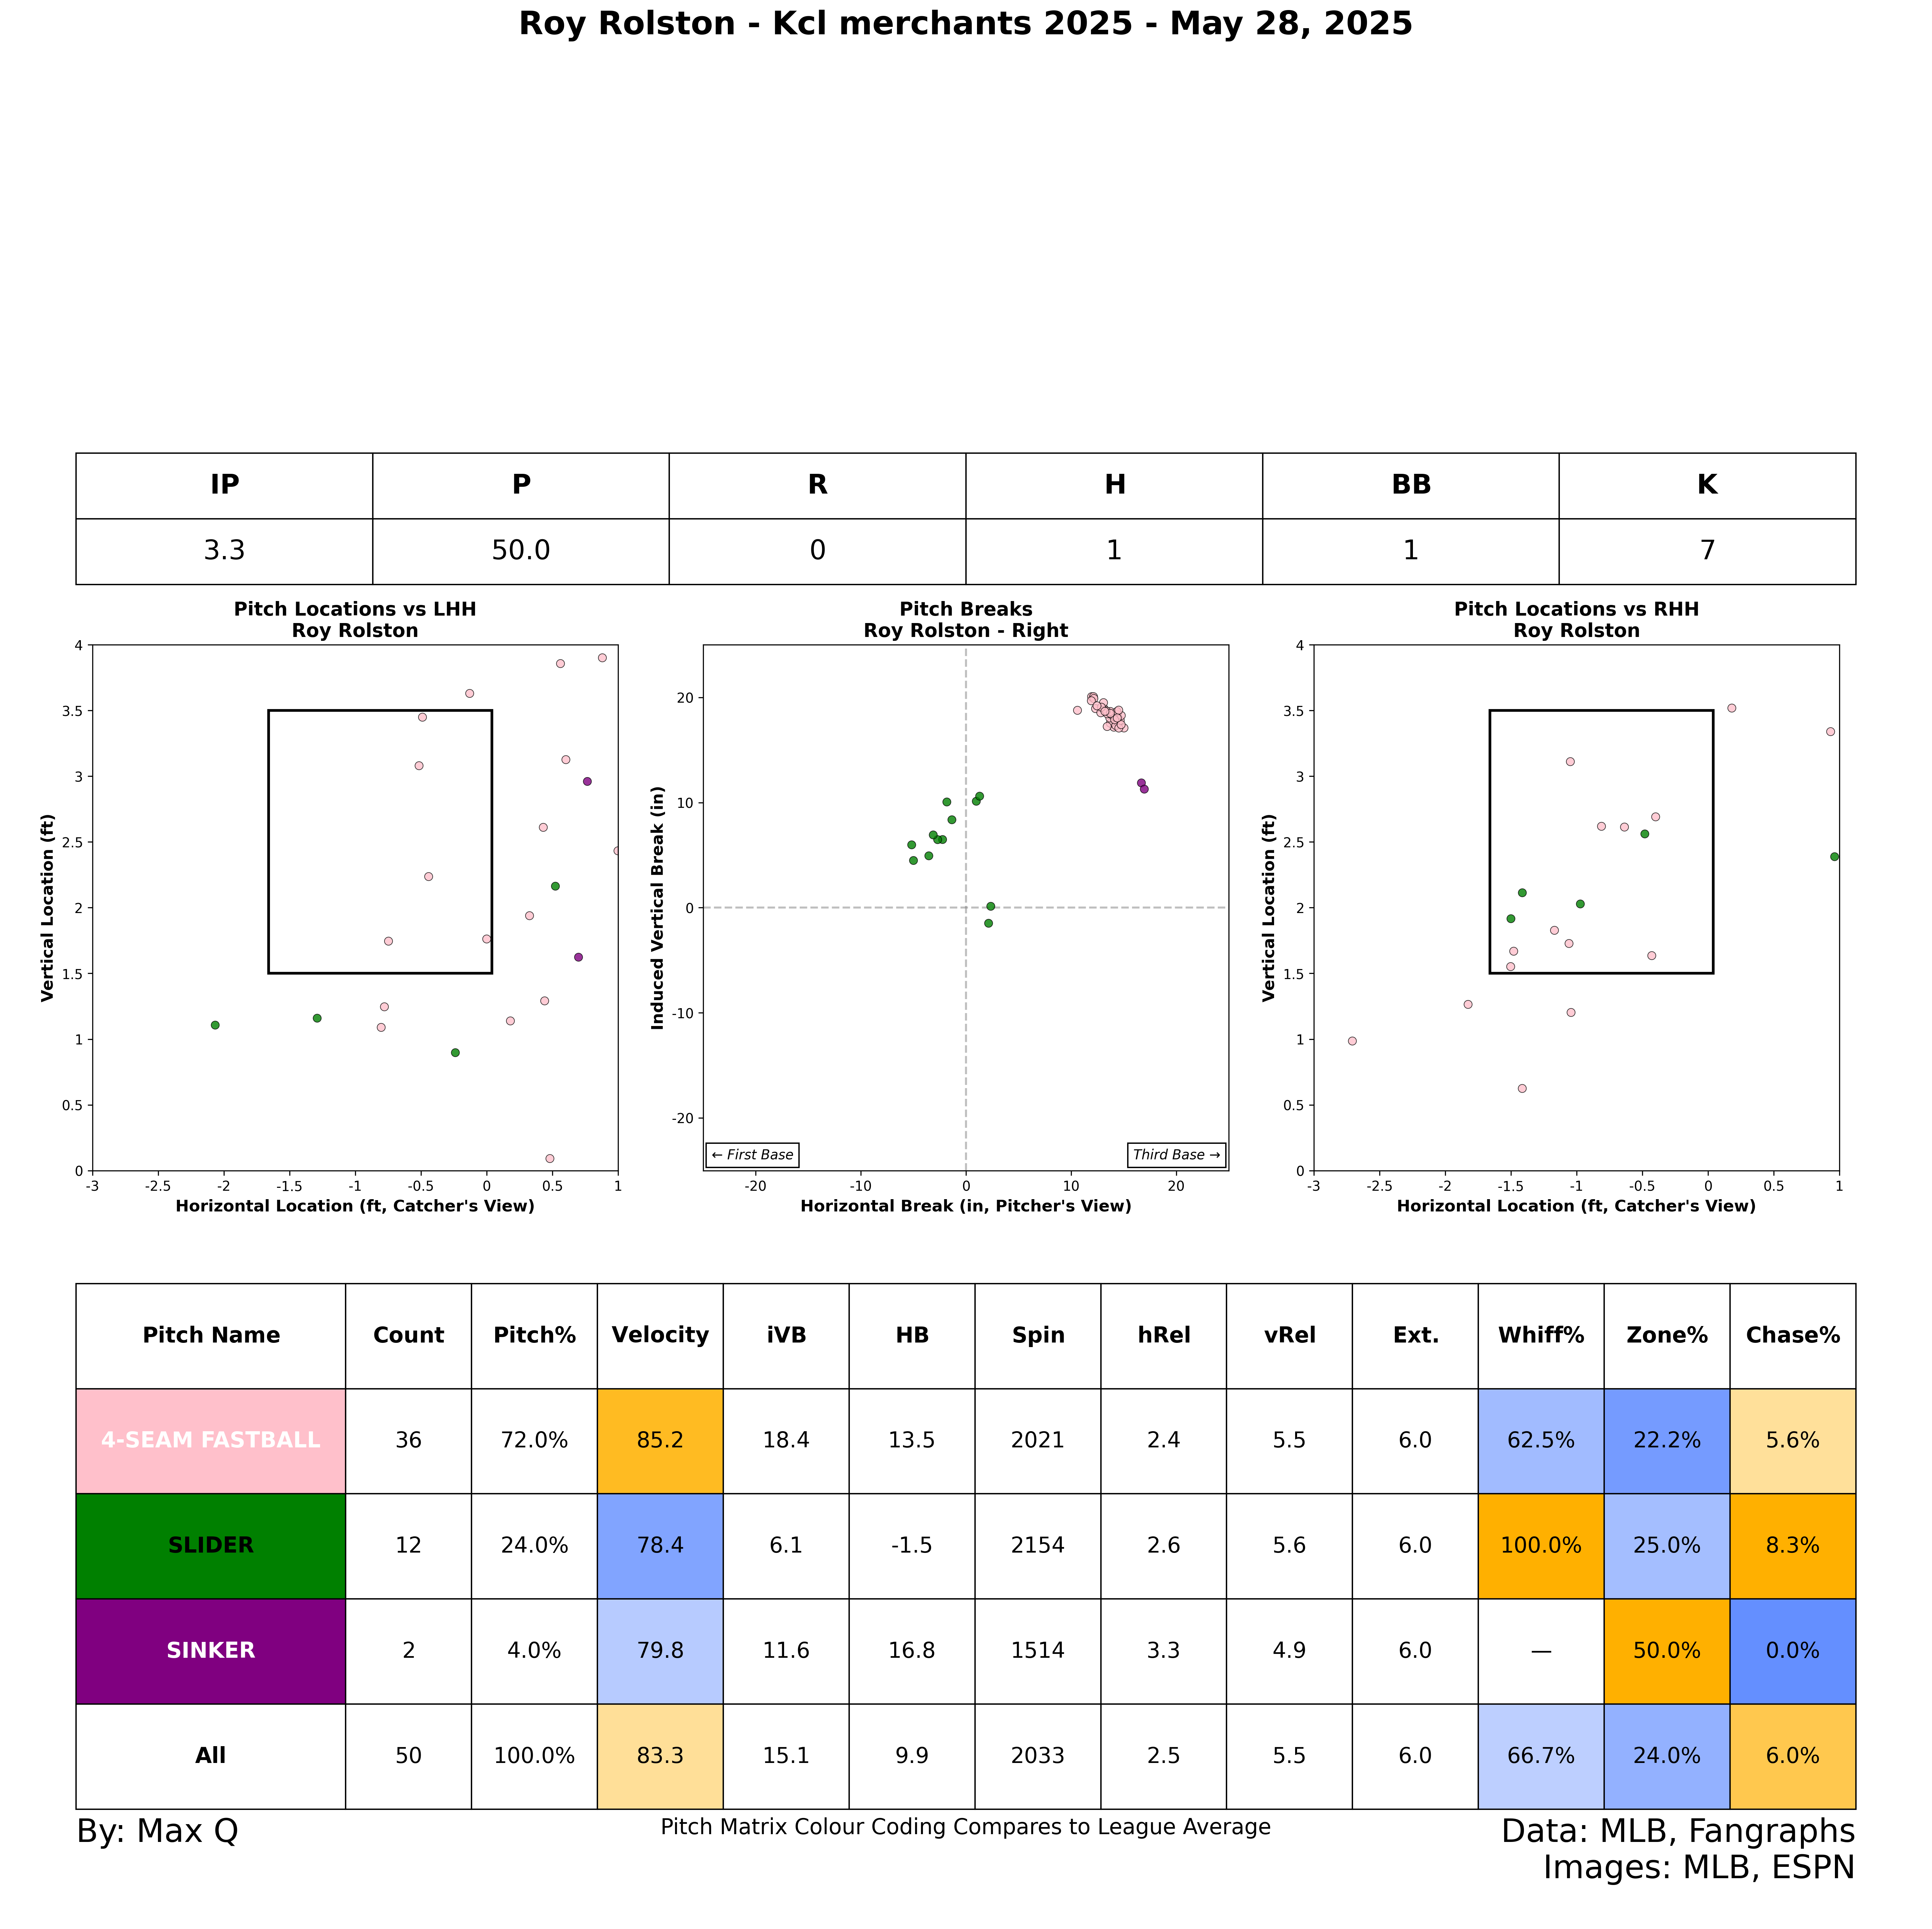 Roy Rolston - Kcl merchants 2025 - May 28, 2025
IP P R H BB K
3.3 50.0 0 1 1 7
Pitch Locations vs LHH
Roy Rolston
4
3.5
3
2.5
2
1.5
1
0.5
0
-3 -2.5 -2 -1.5 -1 -0.5 0 0.5 1
Vertical Location (ft)
Horizontal Location (ft, Catcher's View)
Pitch Breaks
Roy Rolston - Right
20
10
0
-10
-20
← First Base
Third Base →
-20 -10 0 10 20
Induced Vertical Break (in)
Horizontal Break (in, Pitcher's View)
Pitch Locations vs RHH
Roy Rolston
4
3.5
3
2.5
2
1.5
1
0.5
0
-3 -2.5 -2 -1.5 -1 -0.5 0 0.5 1
Vertical Location (ft)
Horizontal Location (ft, Catcher's View)
Pitch Name Count Pitch% Velocity iVB HB Spin hRel vRel Ext. Whiff% Zone% Chase%
4-SEAM FASTBALL 36 72.0% 85.2 18.4 13.5 2021 2.4 5.5 6.0 62.5% 22.2% 5.6%
SLIDER 12 24.0% 78.4 6.1 -1.5 2154 2.6 5.6 6.0 100.0% 25.0% 8.3%
SINKER 2 4.0% 79.8 11.6 16.8 1514 3.3 4.9 6.0 — 50.0% 0.0%
All 50 100.0% 83.3 15.1 9.9 2033 2.5 5.5 6.0 66.7% 24.0% 6.0%
By: Max Q
Pitch Matrix Colour Coding Compares to League Average
Data: MLB, Fangraphs
Images: MLB, ESPN